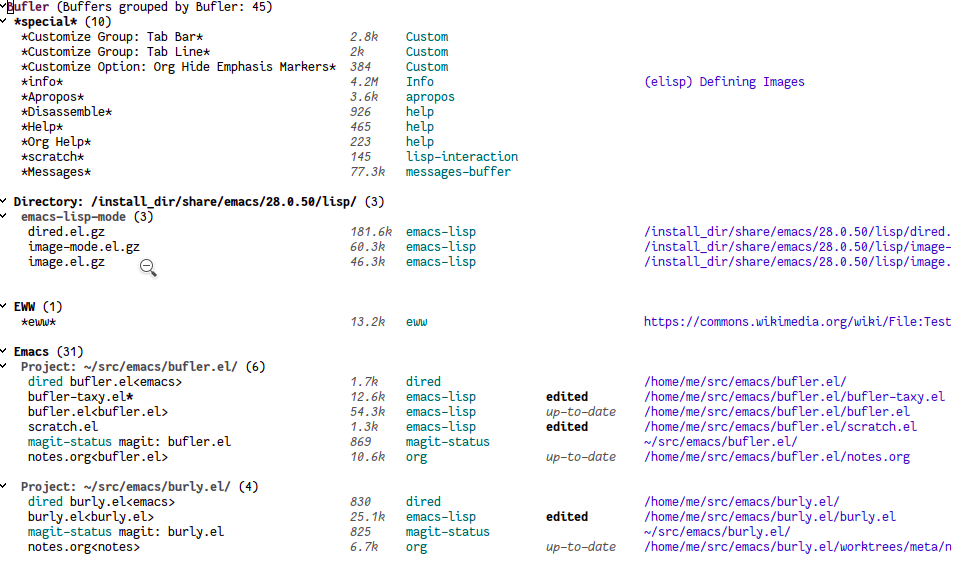 Bufler (Buffers grouped by Bufler: 45)
*special* (10)
*Customize Group: Tab Bar* 2.8k Custom
*Customize Group: Tab Line* 2k Custom
*Customize Option: Org Hide Emphasis Markers* 384 Custom
*info* 4.2M Info (elisp) Defining Images
*Apropos* 3.6k apropos
*Disassemble* 926 help
*Help* 465 help
*Org Help* 223 help
*scratch* 145 lisp-interaction
*Messages* 77.3k messages-buffer
Directory: /install_dir/share/emacs/28.0.50/lisp/ (3)
emacs-lisp-mode (3)
dired.el.gz 181.6k emacs-lisp /install_dir/share/emacs/28.0.50/lisp/dired.
image-mode.el.gz 60.3k emacs-lisp /install_dir/share/emacs/28.0.50/lisp/image-
image.el.gz 46.3k emacs-lisp /install_dir/share/emacs/28.0.50/lisp/image.
EWW (1)
*eww* 13.2k eww https://commons.wikimedia.org/wiki/File:Test
Emacs (31)
Project: ~/src/emacs/bufler.el/ (6)
dired bufler.el<emacs> 1.7k dired /home/me/src/emacs/bufler.el/
bufler-taxy.el* 12.6k emacs-lisp edited /home/me/src/emacs/bufler.el/bufler-taxy.el
bufler.el<bufler.el> 54.3k emacs-lisp up-to-date /home/me/src/emacs/bufler.el/bufler.el
scratch.el 1.3k emacs-lisp edited /home/me/src/emacs/bufler.el/scratch.el
magit-status magit: bufler.el 869 magit-status ~/src/emacs/bufler.el/
notes.org<bufler.el> 10.6k org up-to-date /home/me/src/emacs/bufler.el/notes.org
Project: ~/src/emacs/burly.el/ (4)
dired burly.el<emacs> 830 dired /home/me/src/emacs/burly.el/
burly.el<burly.el> 25.1k emacs-lisp edited /home/me/src/emacs/burly.el/burly.el
magit-status magit: burly.el 825 magit-status ~/src/emacs/burly.el/
notes.org<notes> 6.7k org up-to-date /home/me/src/emacs/burly.el/worktrees/meta/n